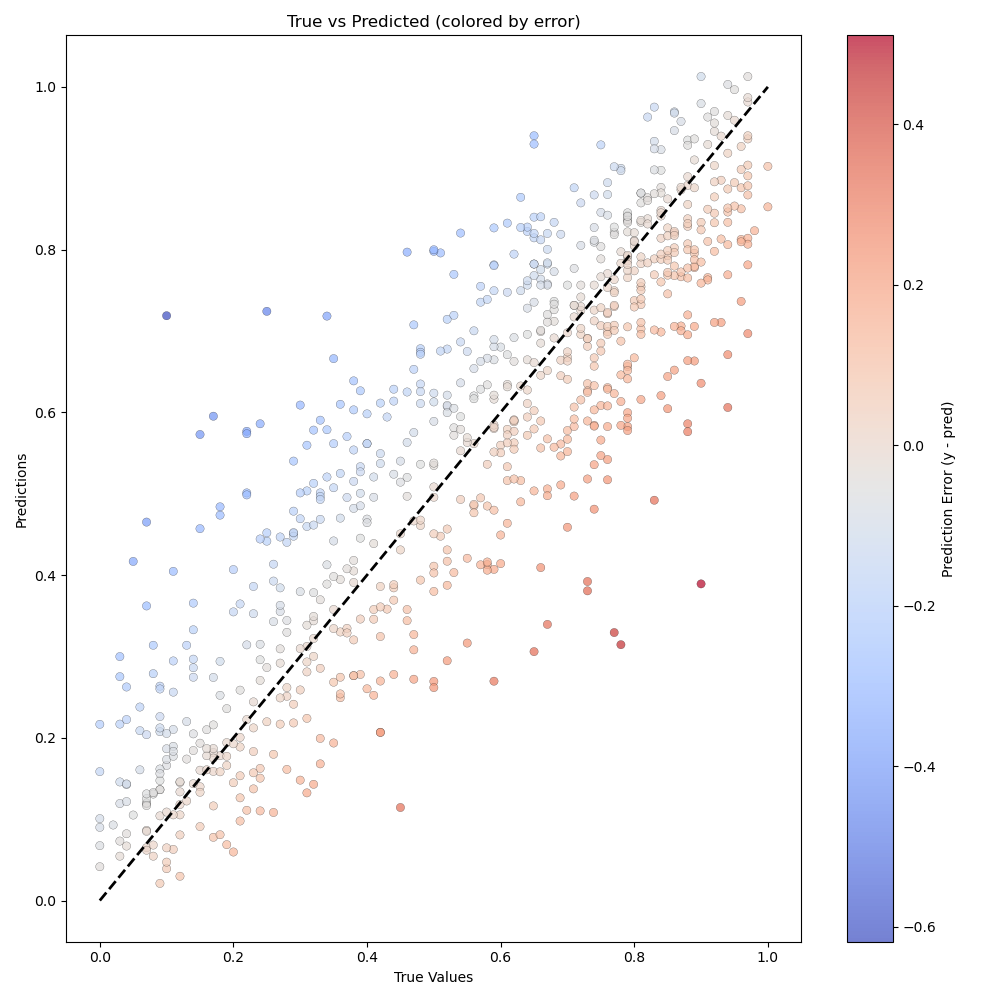 True vs Predicted (colored by error)
1.0
0.8
0.6
0.4
0.2
0.0
Predictions
0.0 0.2 0.4 0.6 0.8 1.0
True Values
0.4
0.2
0.0
−0.2
−0.4
−0.6
Prediction Error (y - pred)